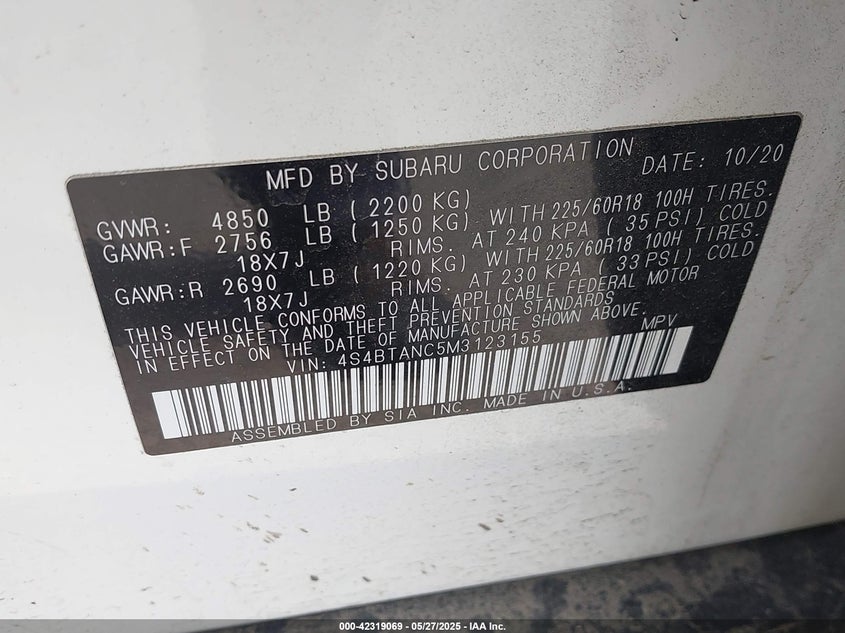 MFD BY SUBARU CORPORATION DATE: 10/20
GVWR: 4850 LB ( 2200 KG)
GAWR:F 2756 LB ( 1250 KG) WITH 225/60R18 100H TIRES.
18X7J RIMS. AT 240 KPA ( 35 PSI) COLD
GAWR:R 2690 LB ( 1220 KG) WITH 225/60R18 100H TIRES.
18X7J RIMS. AT 230 KPA ( 33 PSI) COLD
THIS VEHICLE CONFORMS TO ALL APPLICABLE FEDERAL MOTOR
VEHICLE SAFETY AND THEFT PREVENTION STANDARDS
IN EFFECT ON THE DATE OF MANUFACTURE SHOWN ABOVE.
VIN: 4S4BTANC5M3123155 MPV
ASSEMBLED BY SIA INC. MADE IN U.S.A.
000-42319069 - 05/27/2025 - IAA Inc.